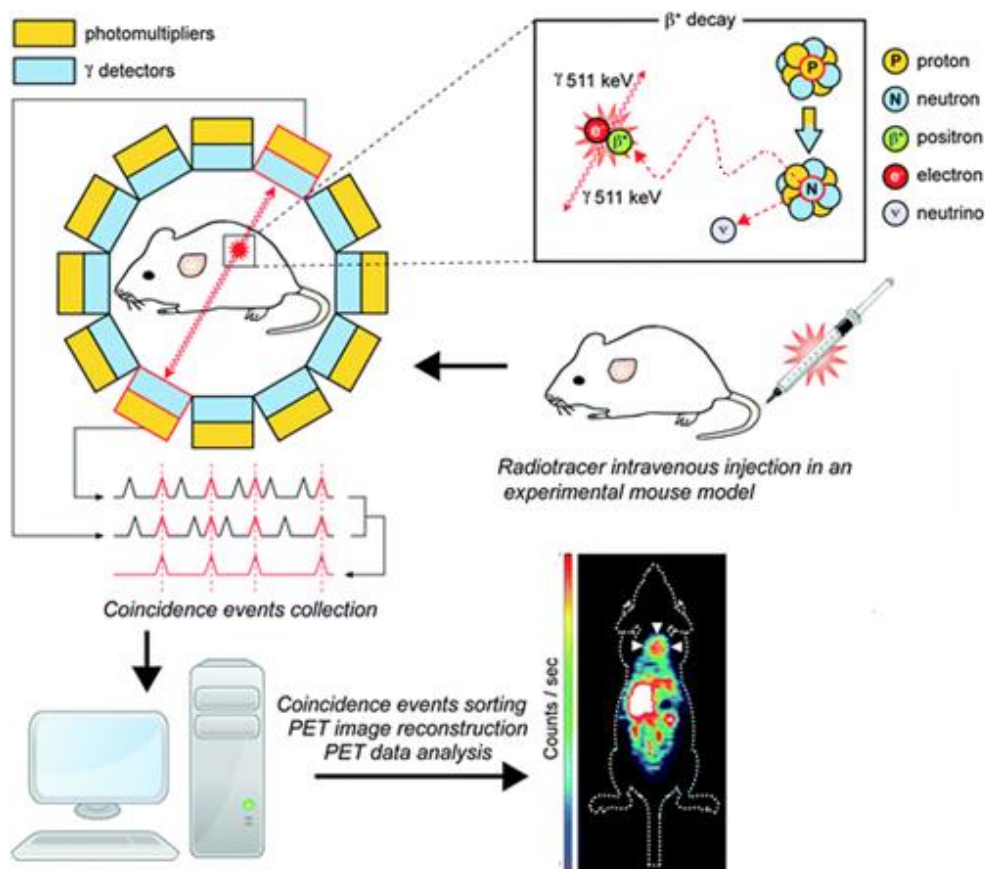 photomultipliers
γ detectors
β⁺ decay
γ 511 keV
e⁻
β⁺
γ 511 keV
P
N
ν
P proton
N neutron
β⁺ positron
e⁻ electron
ν neutrino
Radiotracer intravenous injection in an
experimental mouse model
Coincidence events collection
Coincidence events sorting
PET image reconstruction
PET data analysis
Counts / sec